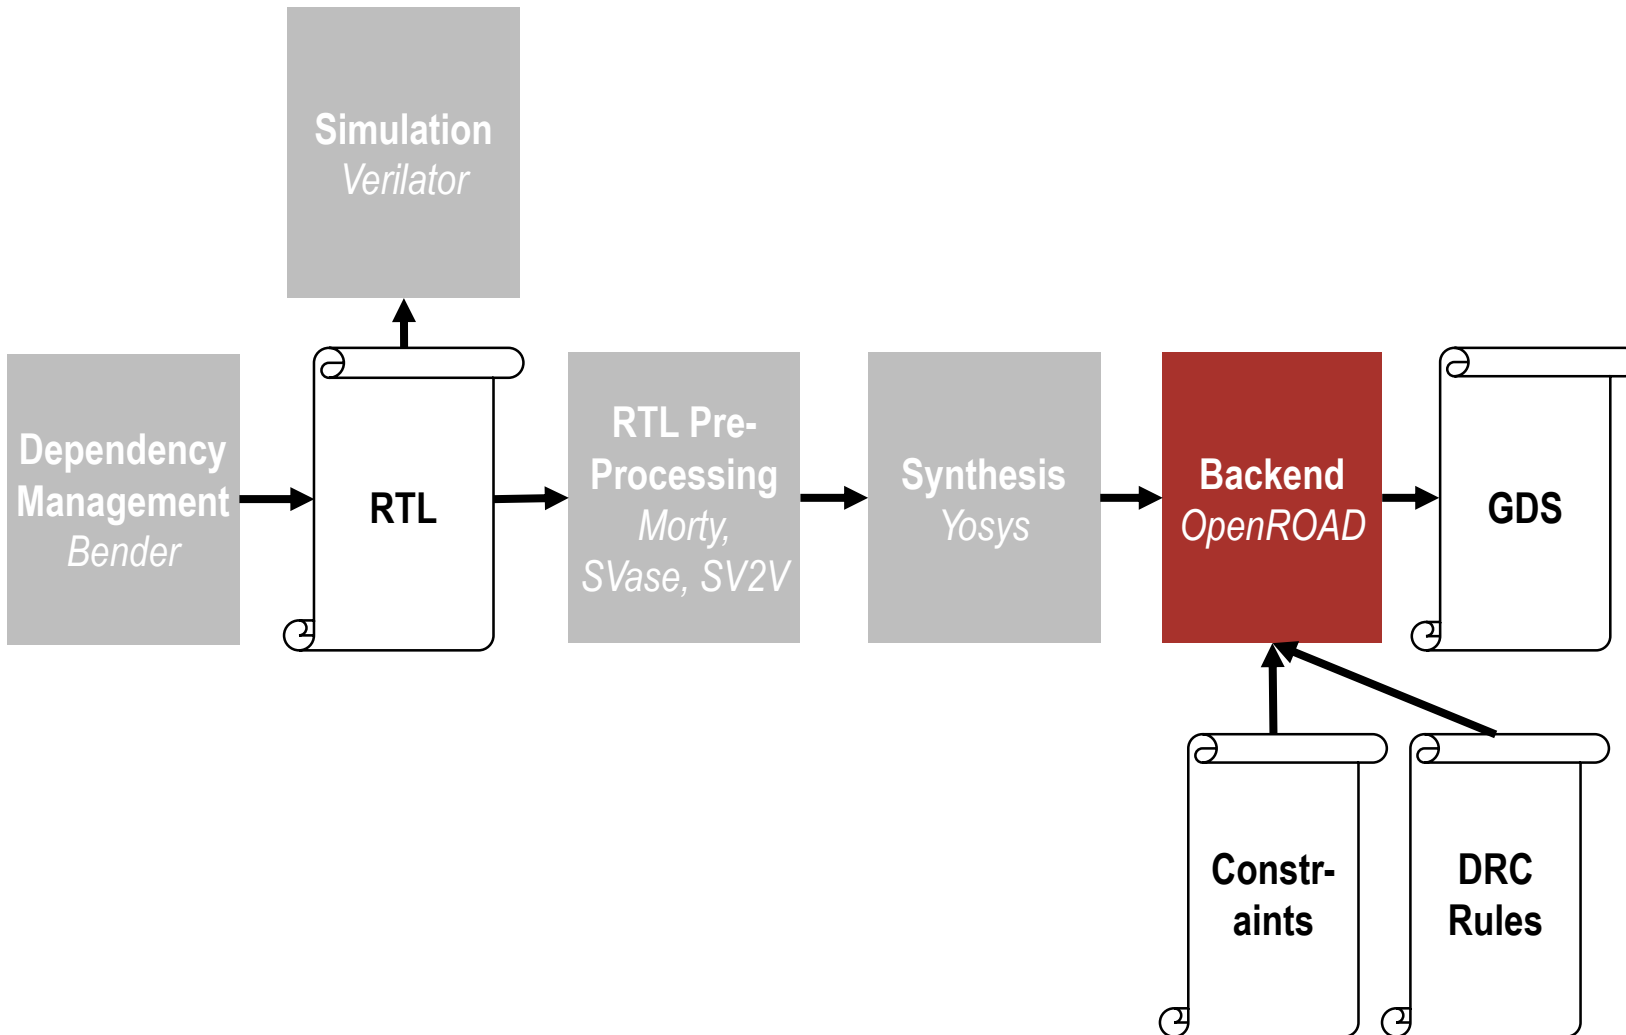 Simulation
Verilator
Dependency
Management
Bender
RTL
RTL Pre-
Processing
Morty,
SVase, SV2V
Synthesis
Yosys
Backend
OpenROAD
GDS
Constr-
aints
DRC
Rules